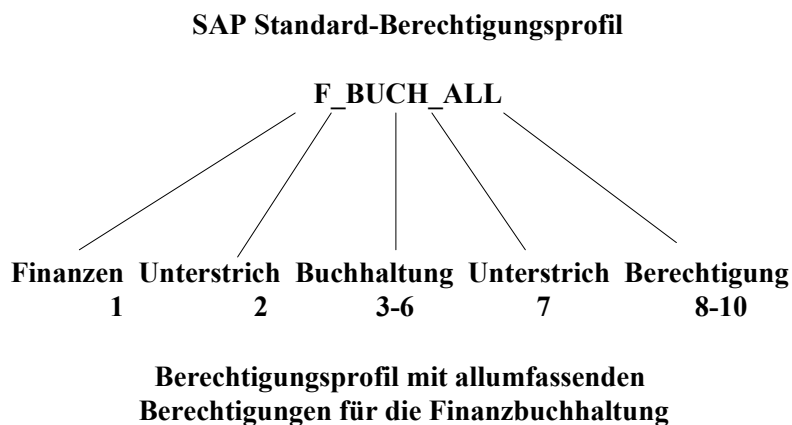 SAP Standard-Berechtigungsprofil
F_BUCH_ALL
Finanzen Unterstrich Buchhaltung Unterstrich Berechtigung
1 2 3-6 7 8-10
Berechtigungsprofil mit allumfassenden
Berechtigungen für die Finanzbuchhaltung